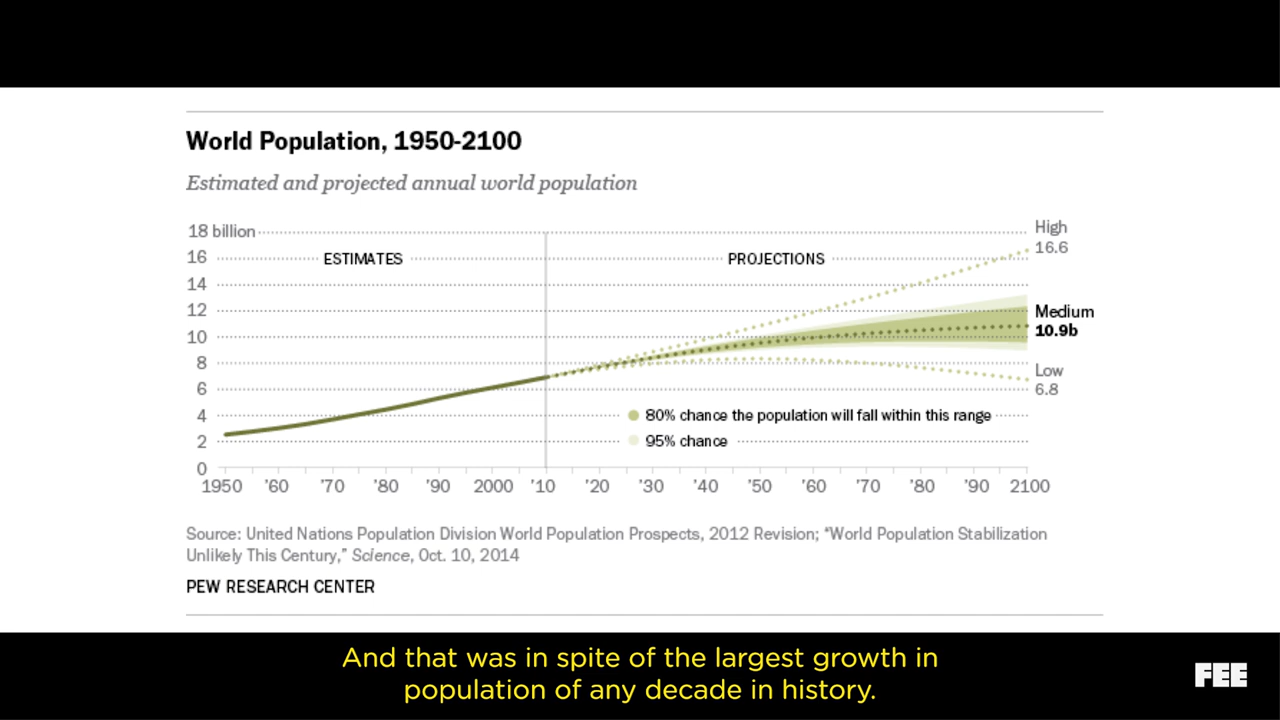 World Population, 1950-2100
Estimated and projected annual world population
18 billion
16
14
12
10
8
6
4
2
0
ESTIMATES
PROJECTIONS
High
16.6
Medium
10.9b
Low
6.8
80% chance the population will fall within this range
95% chance
1950 '60 '70 '80 '90 2000 '10 '20 '30 '40 '50 '60 '70 '80 '90 2100
Source: United Nations Population Division World Population Prospects, 2012 Revision; “World Population Stabilization
Unlikely This Century,” Science, Oct. 10, 2014
PEW RESEARCH CENTER
And that was in spite of the largest growth in
population of any decade in history.
FEE